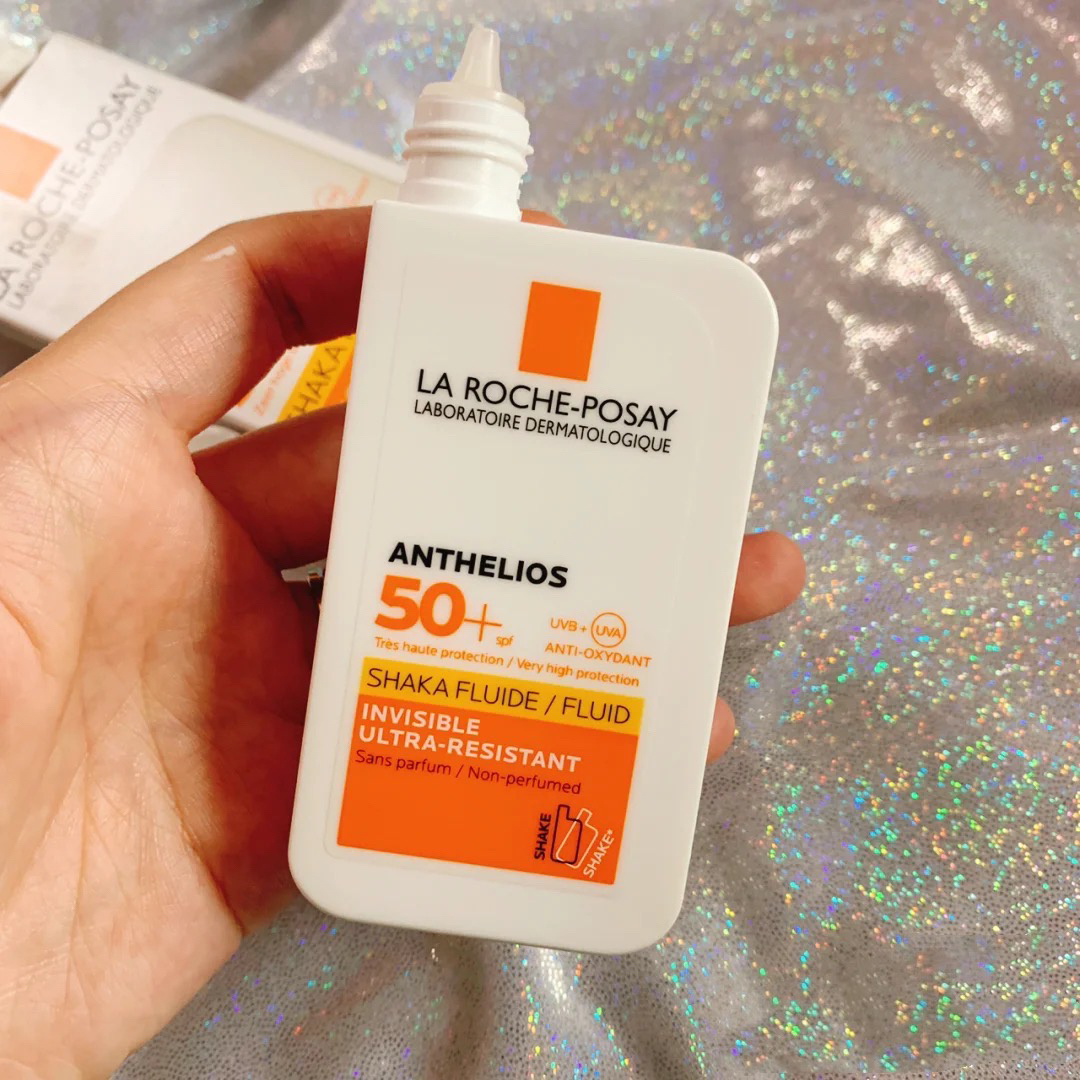 LA ROCHE-POSAY
LABORATOIRE DERMATOLOGIQUE
SHAKA
LA ROCHE-POSAY
LABORATOIRE DERMATOLOGIQUE
ANTHELIOS
50+ spf
UVB + UVA
ANTI-OXYDANT
Très haute protection / Very high protection
SHAKA FLUIDE / FLUID
INVISIBLE
ULTRA-RESISTANT
Sans parfum / Non-perfumed
SHAKE
SHAKE*